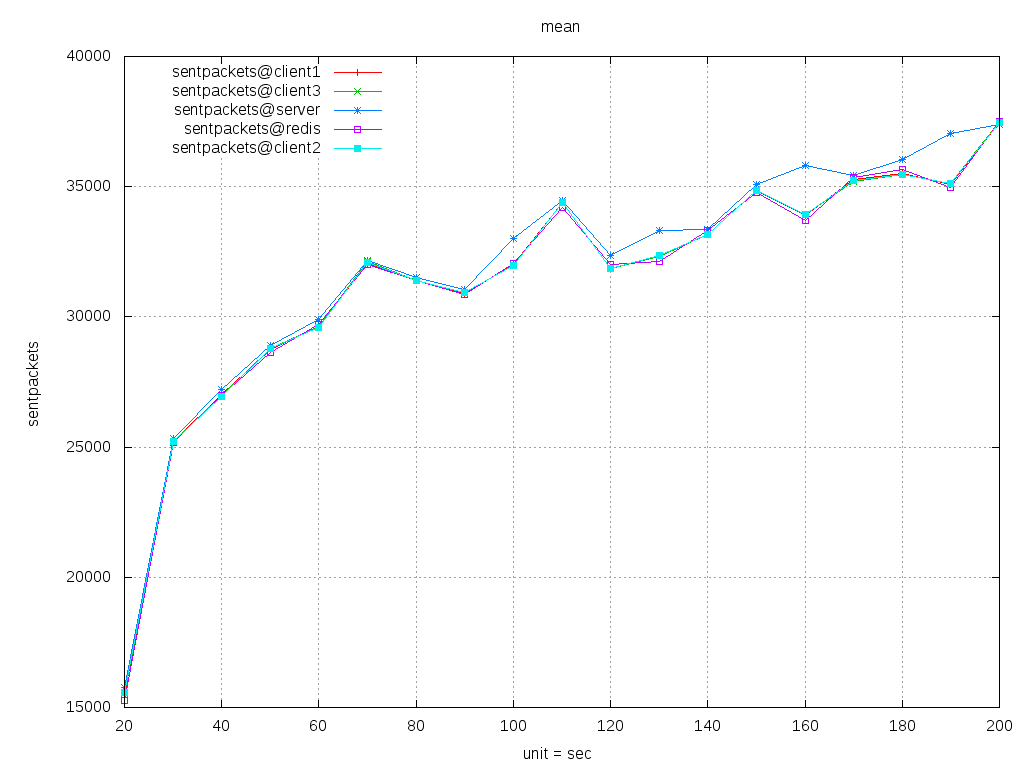 mean
40000
35000
30000
25000
20000
15000
sentpackets
sentpackets@client1
sentpackets@client3
sentpackets@server
sentpackets@redis
sentpackets@client2
20 40 60 80 100 120 140 160 180 200
unit = sec